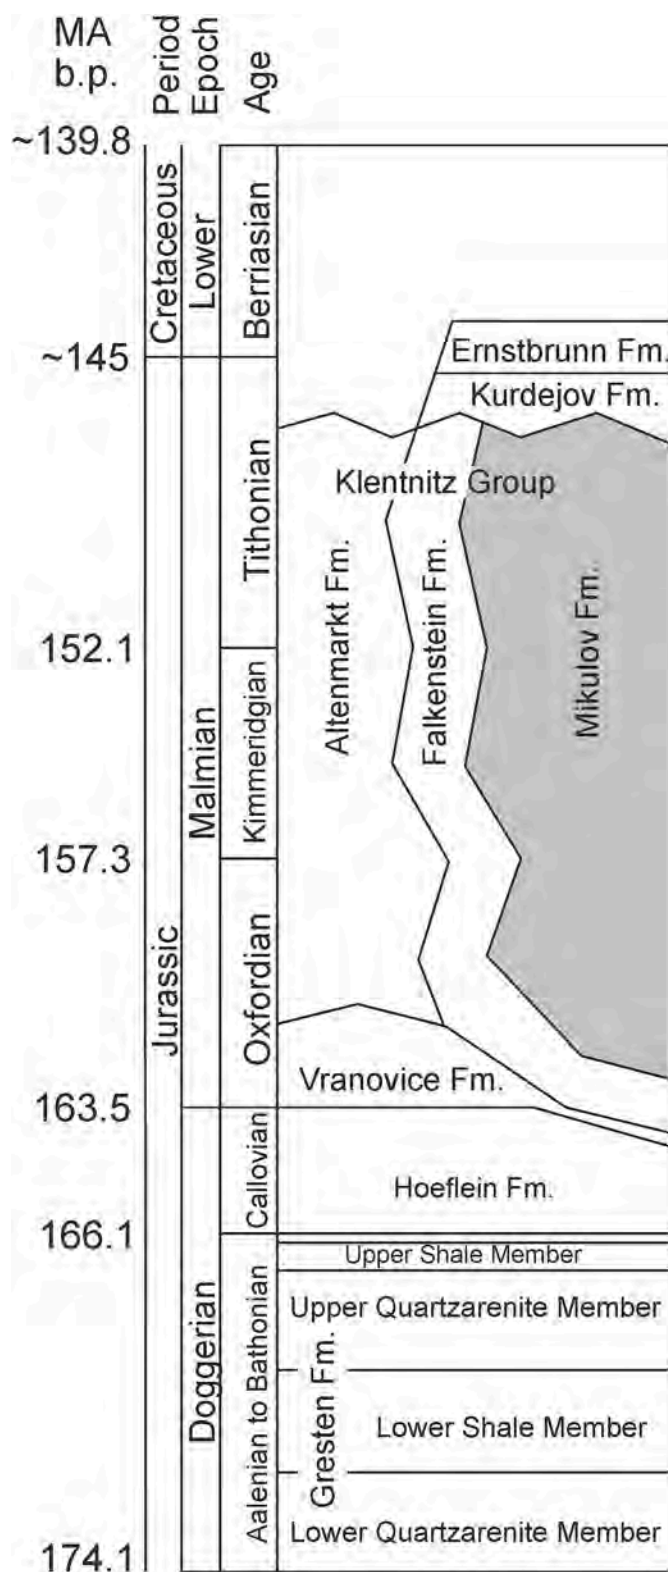 MA
b.p.
Period
Epoch
Age
~139.8
Cretaceous
Lower
Berriasian
Ernstbrunn Fm.
~145
Kurdejov Fm.
Klentnitz Group
Tithonian
Altenmarkt Fm.
Falkenstein Fm.
Mikulov Fm.
152.1
Malmian
Kimmeridgian
157.3
Jurassic
Oxfordian
Vranovice Fm.
163.5
Callovian
Hoeflein Fm.
166.1
Doggerian
Aalenian to Bathonian
Gresten Fm.
Upper Shale Member
Upper Quartzarenite Member
Lower Shale Member
Lower Quartzarenite Member
174.1